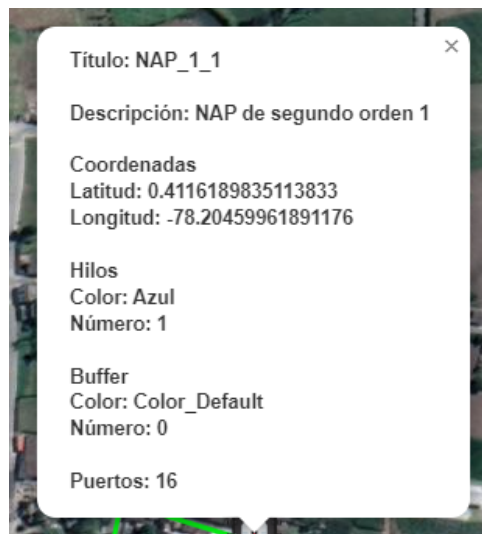 Título: NAP_1_1
Descripción: NAP de segundo orden 1
Coordenadas
Latitud: 0.4116189835113833
Longitud: -78.20459961891176
Hilos
Color: Azul
Número: 1
Buffer
Color: Color_Default
Número: 0
Puertos: 16